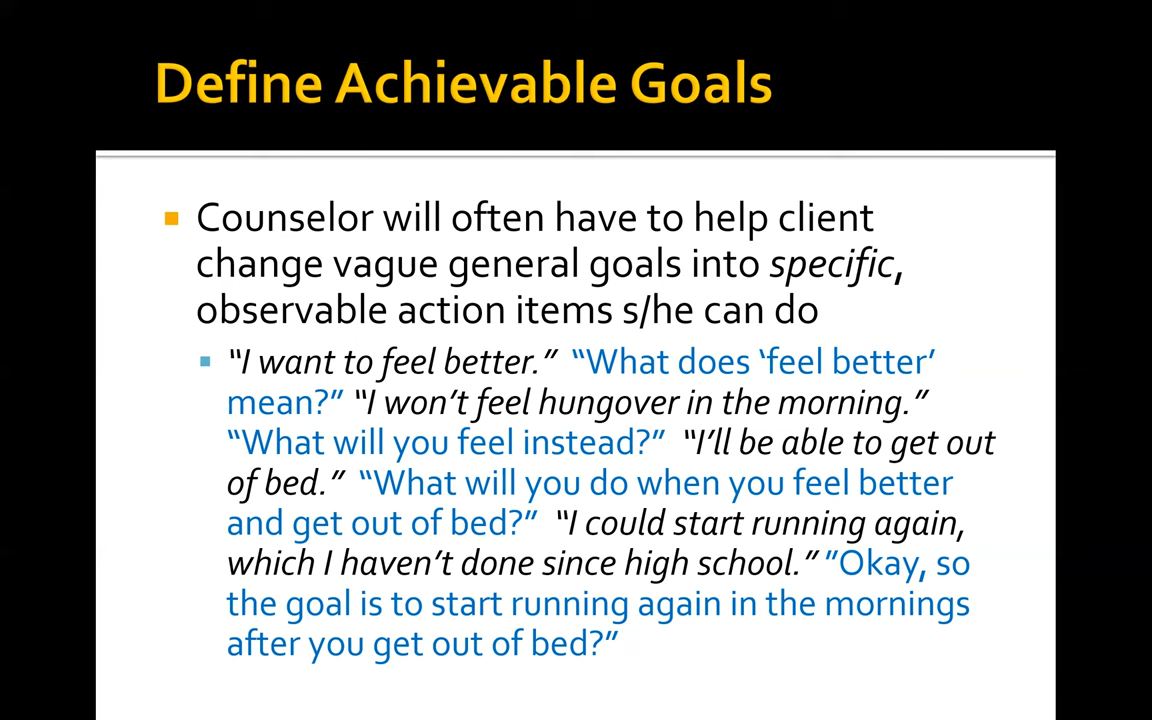 Define Achievable Goals
Counselor will often have to help client
change vague general goals into specific,
observable action items s/he can do
“I want to feel better.” “What does ‘feel better’
mean?” “I won’t feel hungover in the morning.”
“What will you feel instead?” “I’ll be able to get out
of bed.” “What will you do when you feel better
and get out of bed?” “I could start running again,
which I haven’t done since high school.” ”Okay, so
the goal is to start running again in the mornings
after you get out of bed?”